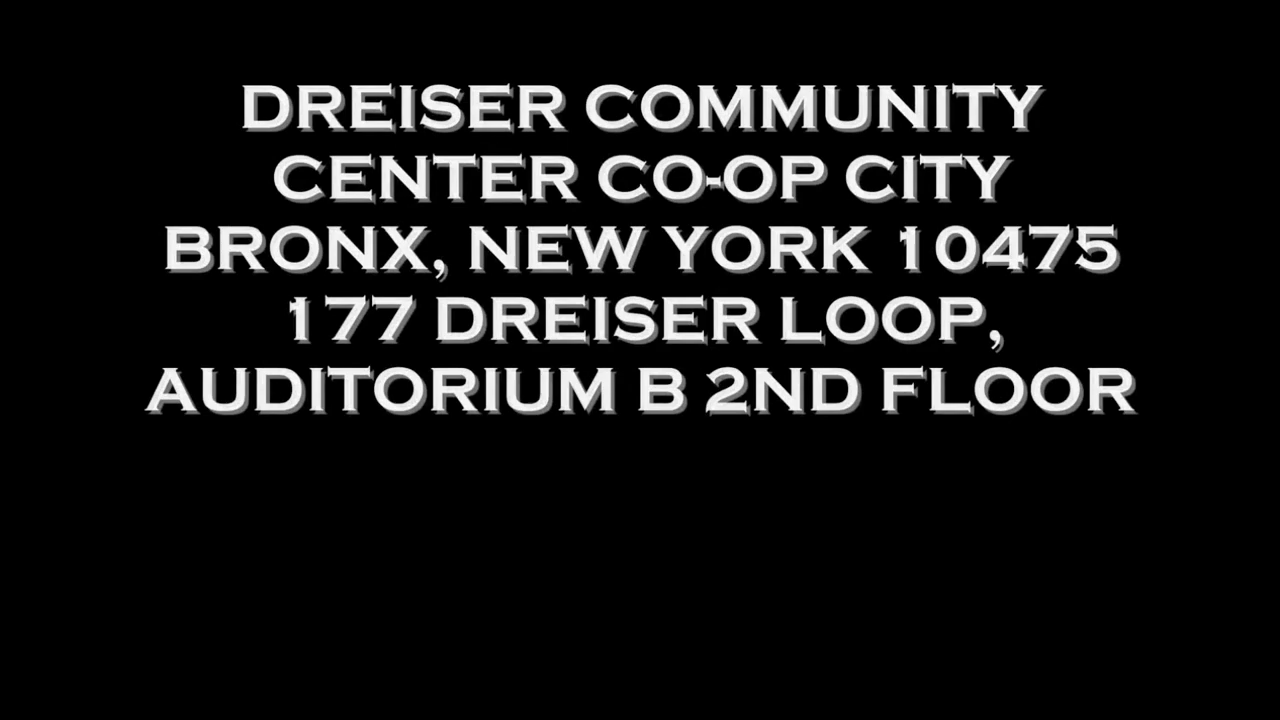 DREISER COMMUNITY
CENTER CO-OP CITY
BRONX, NEW YORK 10475
177 DREISER LOOP,
AUDITORIUM B 2ND FLOOR